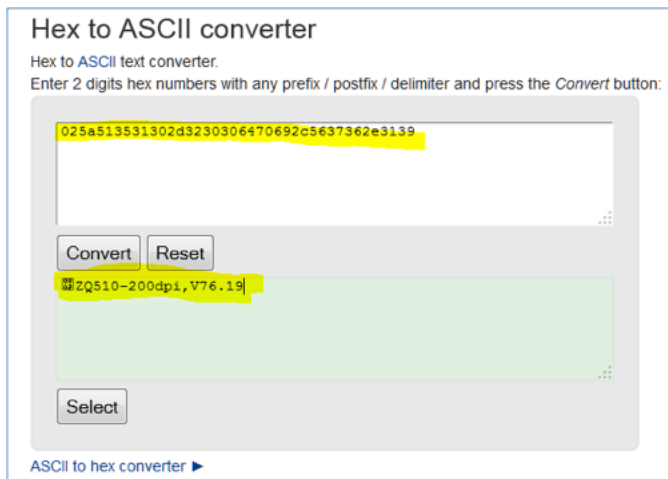 Hex to ASCII converter
Hex to ASCII text converter.
Enter 2 digits hex numbers with any prefix / postfix / delimiter and press the Convert button:
025a513531302d3230306470692c5637362e3139
Convert Reset
ZQ510-200dpi,V76.19
Select
ASCII to hex converter ►